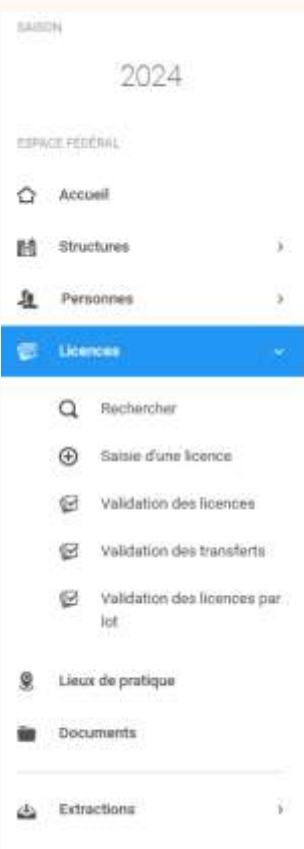 SAISON
2024
ESPACE FÉDÉRAL
Accueil
Structures
Personnes
Licences
Rechercher
Saisie d'une licence
Validation des licences
Validation des transferts
Validation des licences par
lot
Lieux de pratique
Documents
Extractions